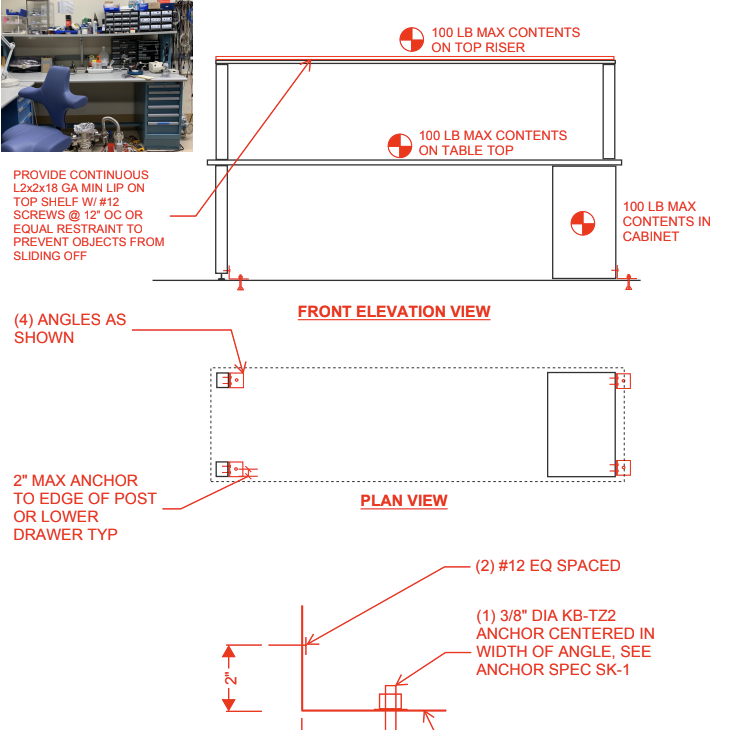 100 LB MAX CONTENTS
ON TOP RISER
100 LB MAX CONTENTS
ON TABLE TOP
PROVIDE CONTINUOUS
L2x2x18 GA MIN LIP ON
TOP SHELF W/ #12
SCREWS @ 12" OC OR
EQUAL RESTRAINT TO
PREVENT OBJECTS FROM
SLIDING OFF
100 LB MAX
CONTENTS IN
CABINET
FRONT ELEVATION VIEW
(4) ANGLES AS
SHOWN
2" MAX ANCHOR
TO EDGE OF POST
OR LOWER
DRAWER TYP
PLAN VIEW
(2) #12 EQ SPACED
(1) 3/8" DIA KB-TZ2
ANCHOR CENTERED IN
WIDTH OF ANGLE, SEE
ANCHOR SPEC SK-1
2"